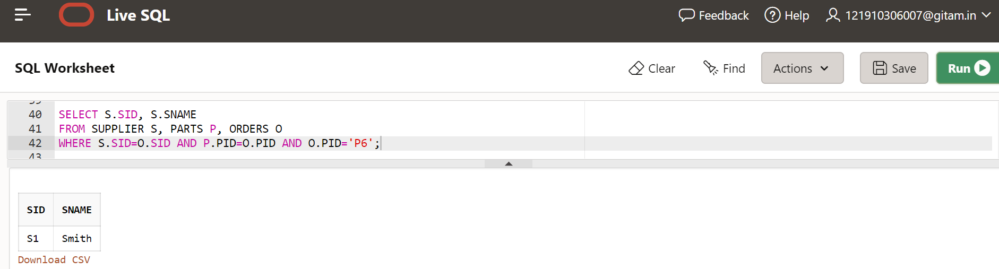 Live SQL
Feedback
Help
121910306007@gitam.in
SQL Worksheet
Clear
Find
Actions
Save
Run
40 SELECT S.SID, S.SNAME
41 FROM SUPPLIER S, PARTS P, ORDERS O
42 WHERE S.SID=O.SID AND P.PID=O.PID AND O.PID='P6';
43
SID SNAME
S1 Smith
Download CSV